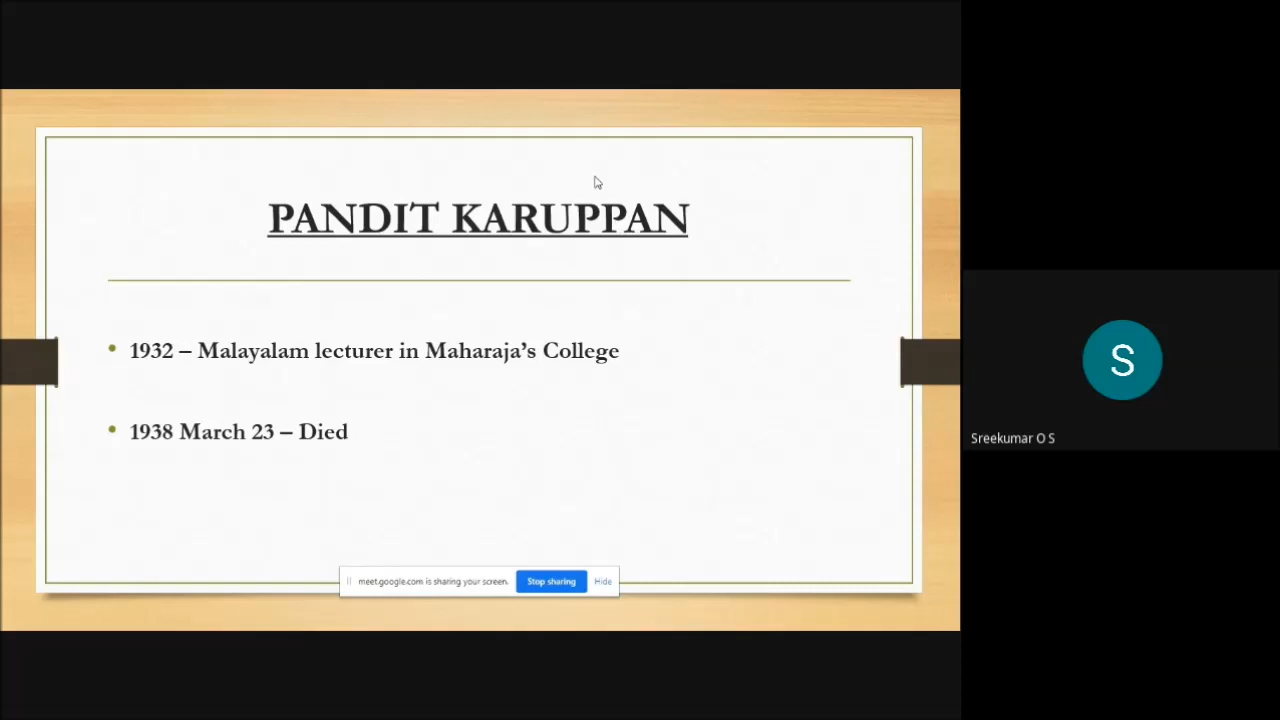 PANDIT KARUPPAN
• 1932 – Malayalam lecturer in Maharaja’s College
• 1938 March 23 – Died
meet.google.com is sharing your screen. Stop sharing Hide
S
Sreekumar O S